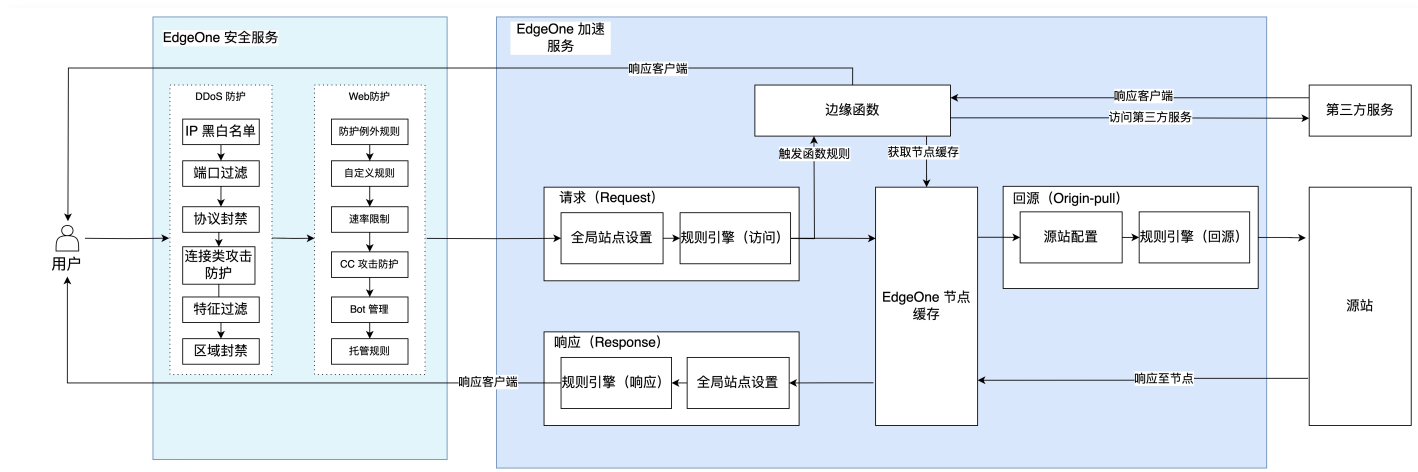 EdgeOne 安全服务
EdgeOne 加速
服务
响应客户端
DDoS 防护
IP 黑白名单
端口过滤
协议封禁
连接类攻击
防护
特征过滤
区域封禁
Web防护
防护例外规则
自定义规则
速率限制
CC 攻击防护
Bot 管理
托管规则
边缘函数
响应客户端
访问第三方服务
第三方服务
触发函数规则
获取节点缓存
用户
请求（Request）
全局站点设置
规则引擎（访问）
EdgeOne 节点
缓存
回源（Origin-pull）
源站配置
规则引擎（回源）
源站
响应（Response）
规则引擎（响应）
全局站点设置
响应客户端
响应至节点